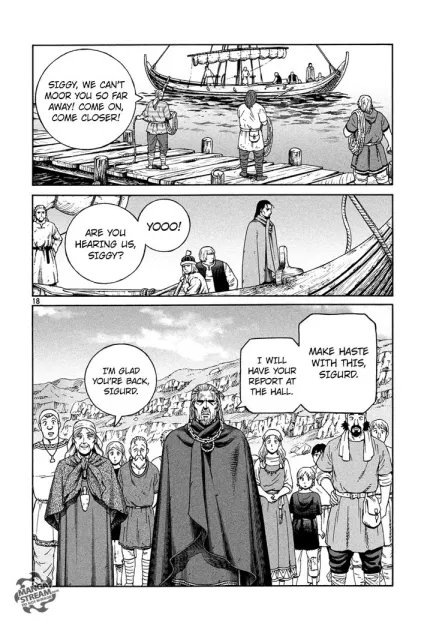 SIGGY, WE CAN'T
MOOR YOU SO FAR
AWAY! COME ON,
COME CLOSER!
YOOO!
ARE YOU
HEARING US,
SIGGY?
18
MAKE HASTE
WITH THIS,
SIGURD.
I WILL
HAVE YOUR
REPORT AT
THE HALL.
I'M GLAD
YOU'RE BACK,
SIGURD.
MANGA
STREAM